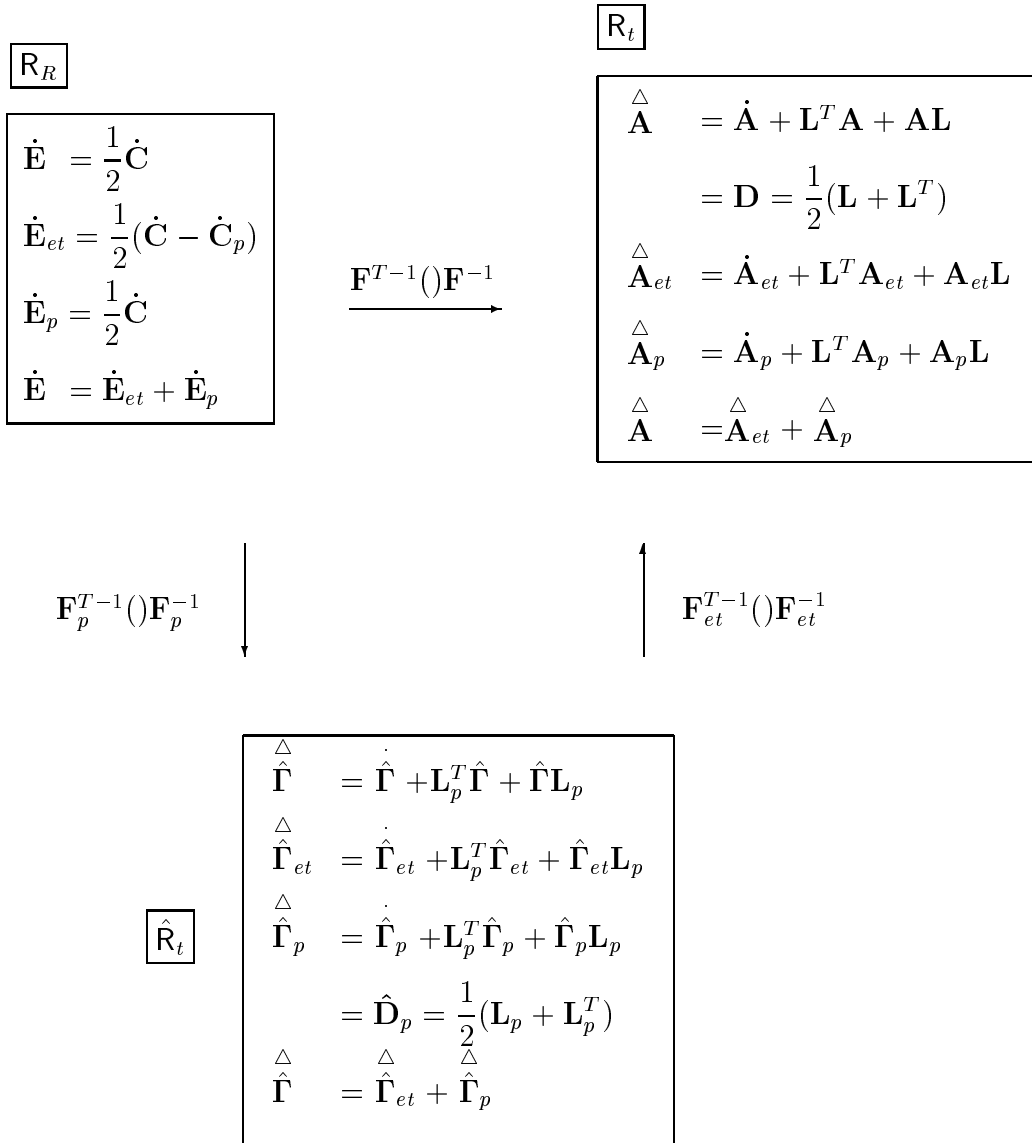 R_R
Ė = 1/2 Ċ
Ė_et = 1/2 (Ċ − Ċ_p)
Ė_p = 1/2 Ċ
Ė = Ė_et + Ė_p
F^{T−1}()F^{−1}
R_t
A^△ = Ȧ + L^T A + AL
= D = 1/2 (L + L^T)
A^△_et = Ȧ_et + L^T A_et + A_et L
A^△_p = Ȧ_p + L^T A_p + A_p L
A^△ = A^△_et + A^△_p
F_p^{T−1}()F_p^{−1}
F_et^{T−1}()F_et^{−1}
R̂_t
Γ̂^△ = Γ̂̇ + L_p^T Γ̂ + Γ̂ L_p
Γ̂^△_et = Γ̂̇_et + L_p^T Γ̂_et + Γ̂_et L_p
Γ̂^△_p = Γ̂̇_p + L_p^T Γ̂_p + Γ̂_p L_p
= D̂_p = 1/2 (L_p + L_p^T)
Γ̂^△ = Γ̂^△_et + Γ̂^△_p